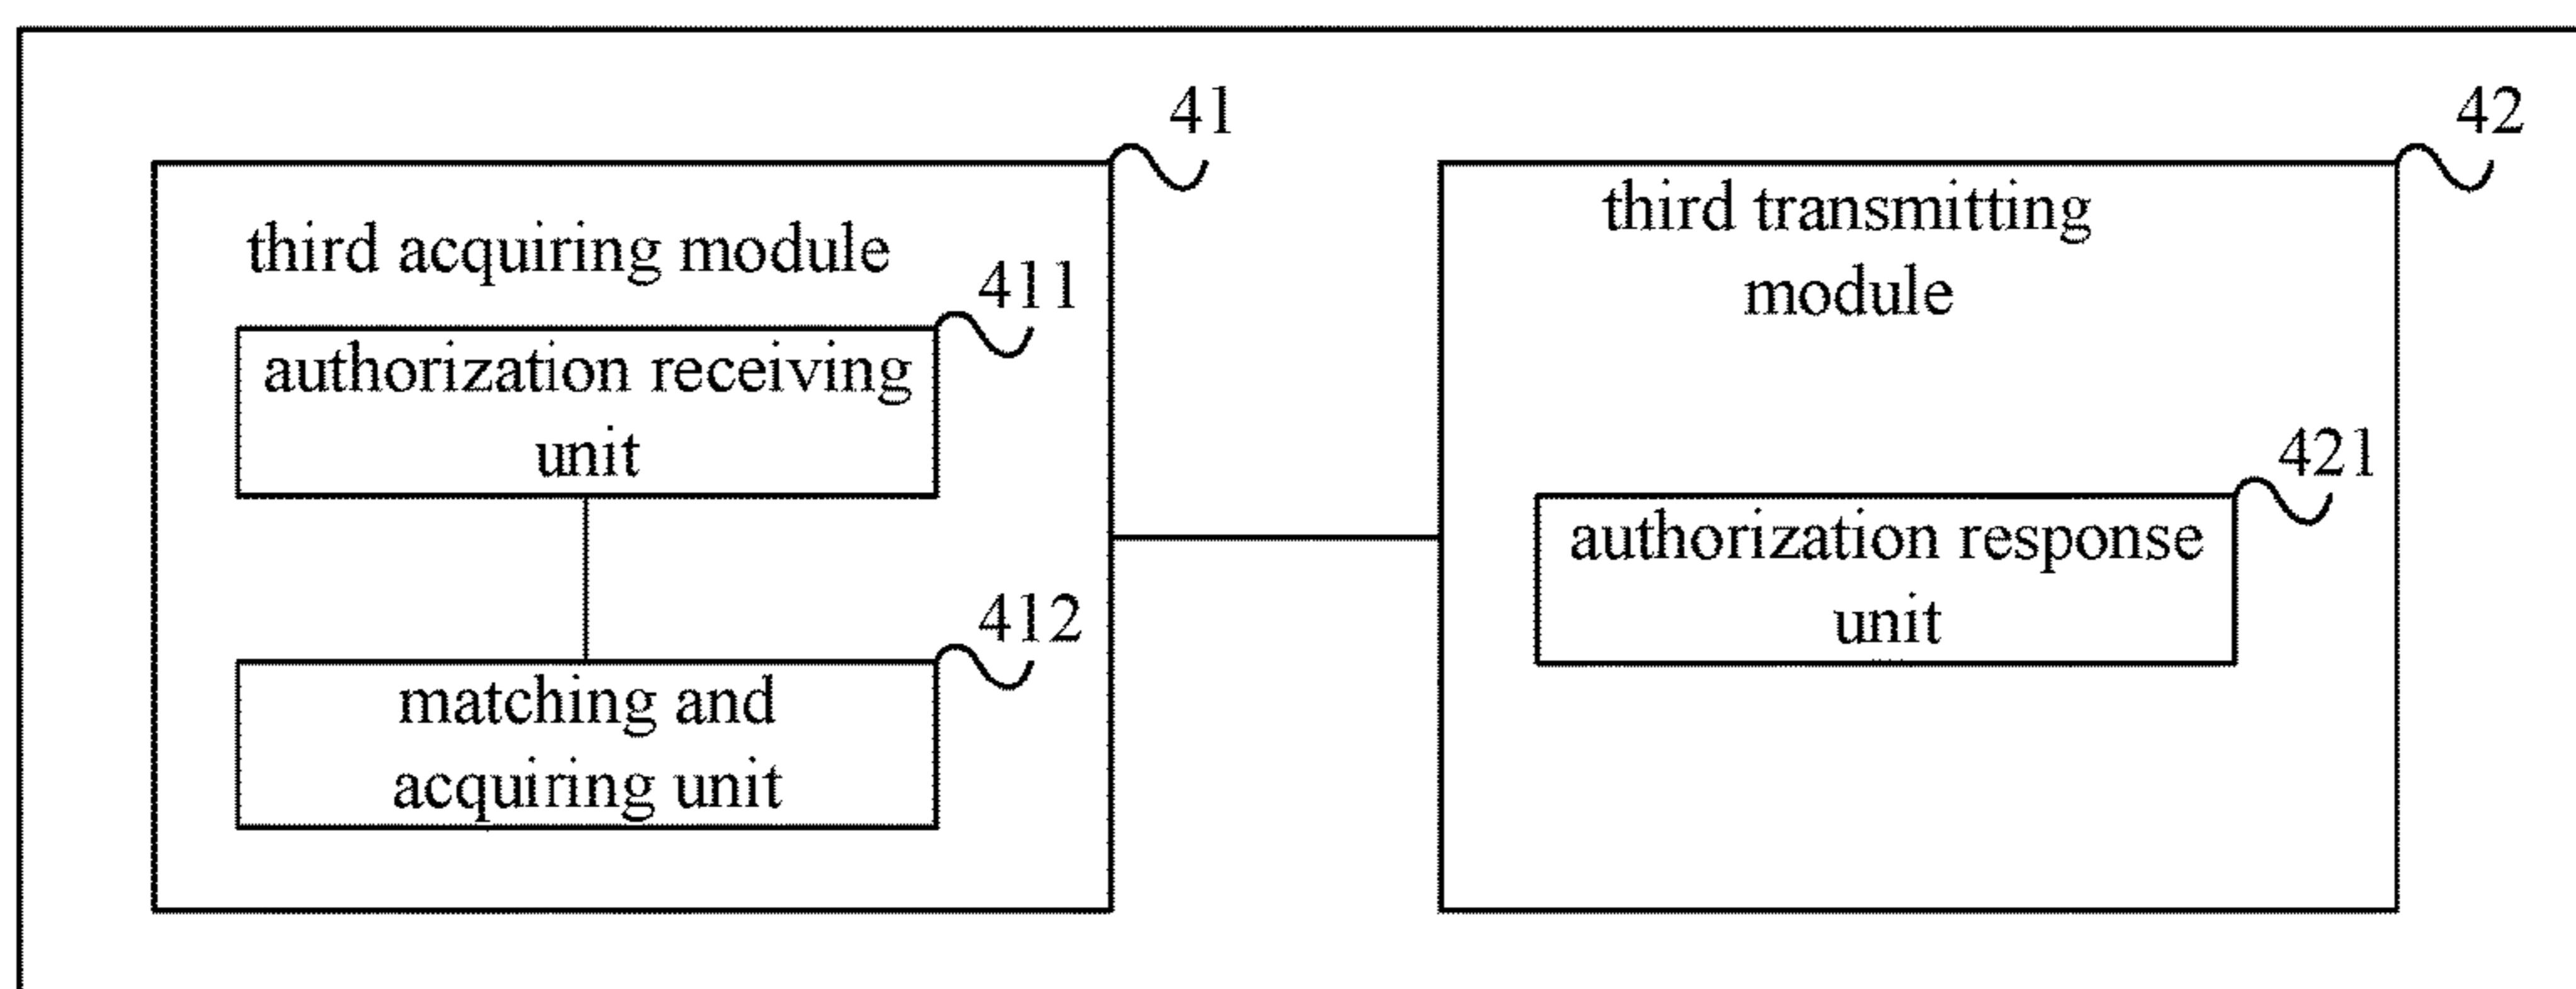 41
third acquiring module
411
authorization receiving
unit
412
matching and
acquiring unit
42
third transmitting
module
421
authorization response
unit